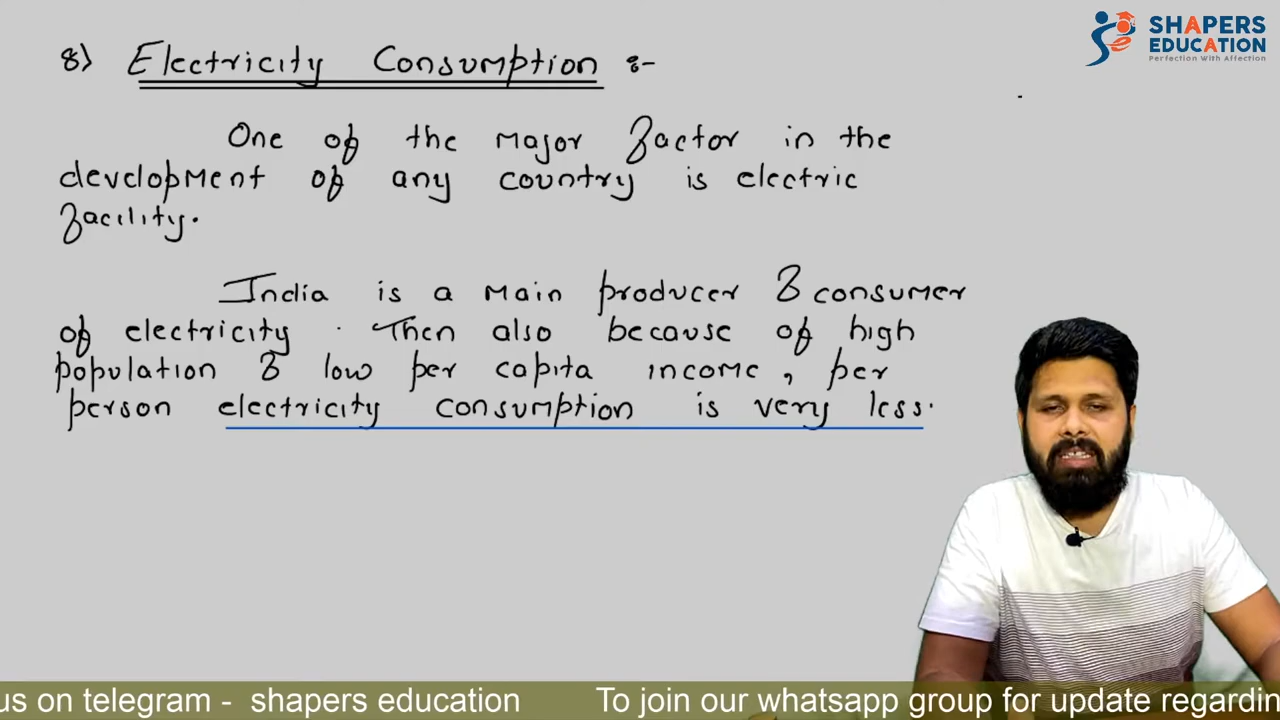 8) Electricity Consumption :-
One of the major factor in the
development of any country is electric
facility.
India is a main producer & consumer
of electricity. Then also because of high
population & low per capita income, per
person electricity consumption is very less.
SHAPERS
EDUCATION
Perfection With Affection
us on telegram - shapers education To join our whatsapp group for update regardin